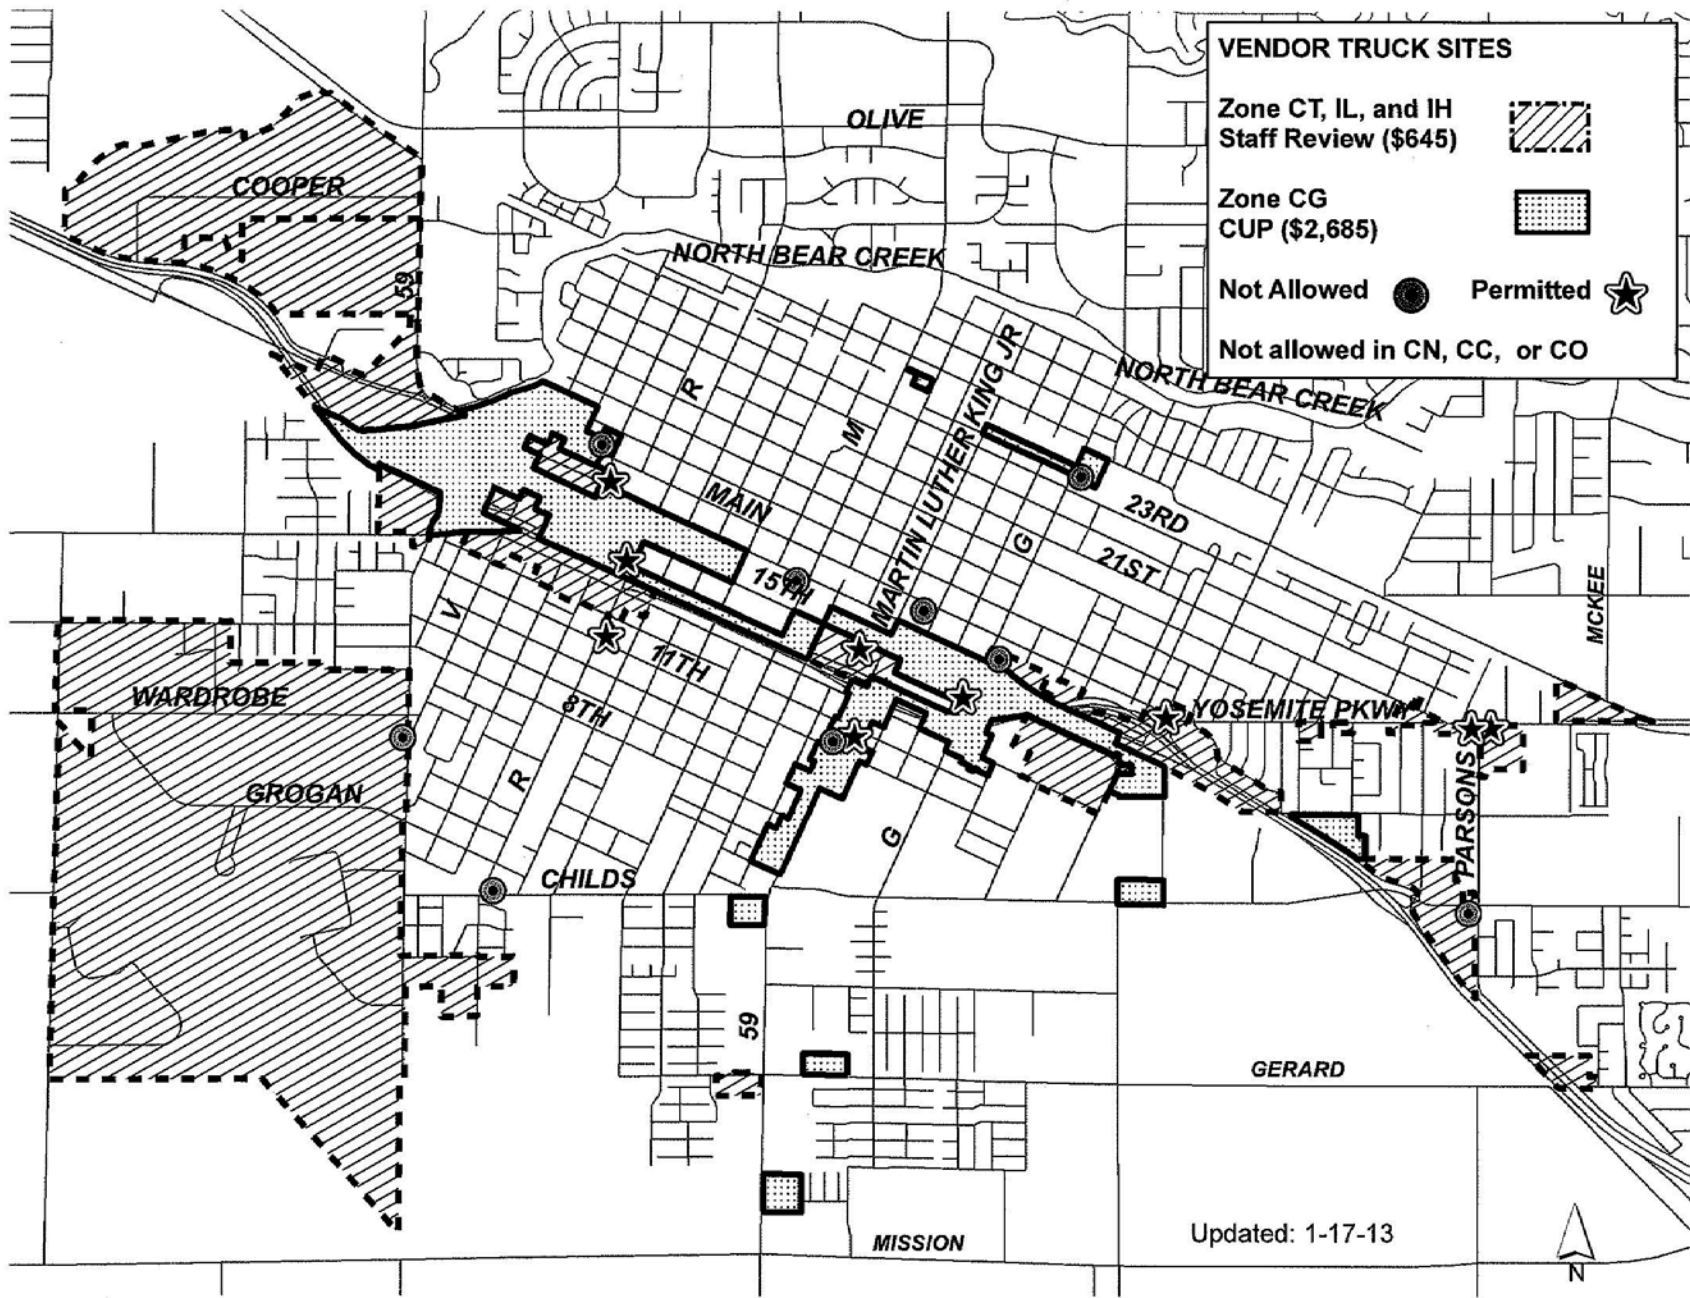 VENDOR TRUCK SITES
Zone CT, IL, and IH
Staff Review ($645)
Zone CG
CUP ($2,685)
Not Allowed
Permitted
Not allowed in CN, CC, or CO
OLIVE
COOPER
NORTH BEAR CREEK
59
NORTH BEAR CREEK
R
M
MARTIN LUTHER KING JR
MAIN
23RD
G
21ST
15TH
MCKEE
V
11TH
WARDROBE
8TH
YOSEMITE PKWY
R
GROGAN
G
PARSONS
CHILDS
59
GERARD
MISSION
Updated: 1-17-13
N